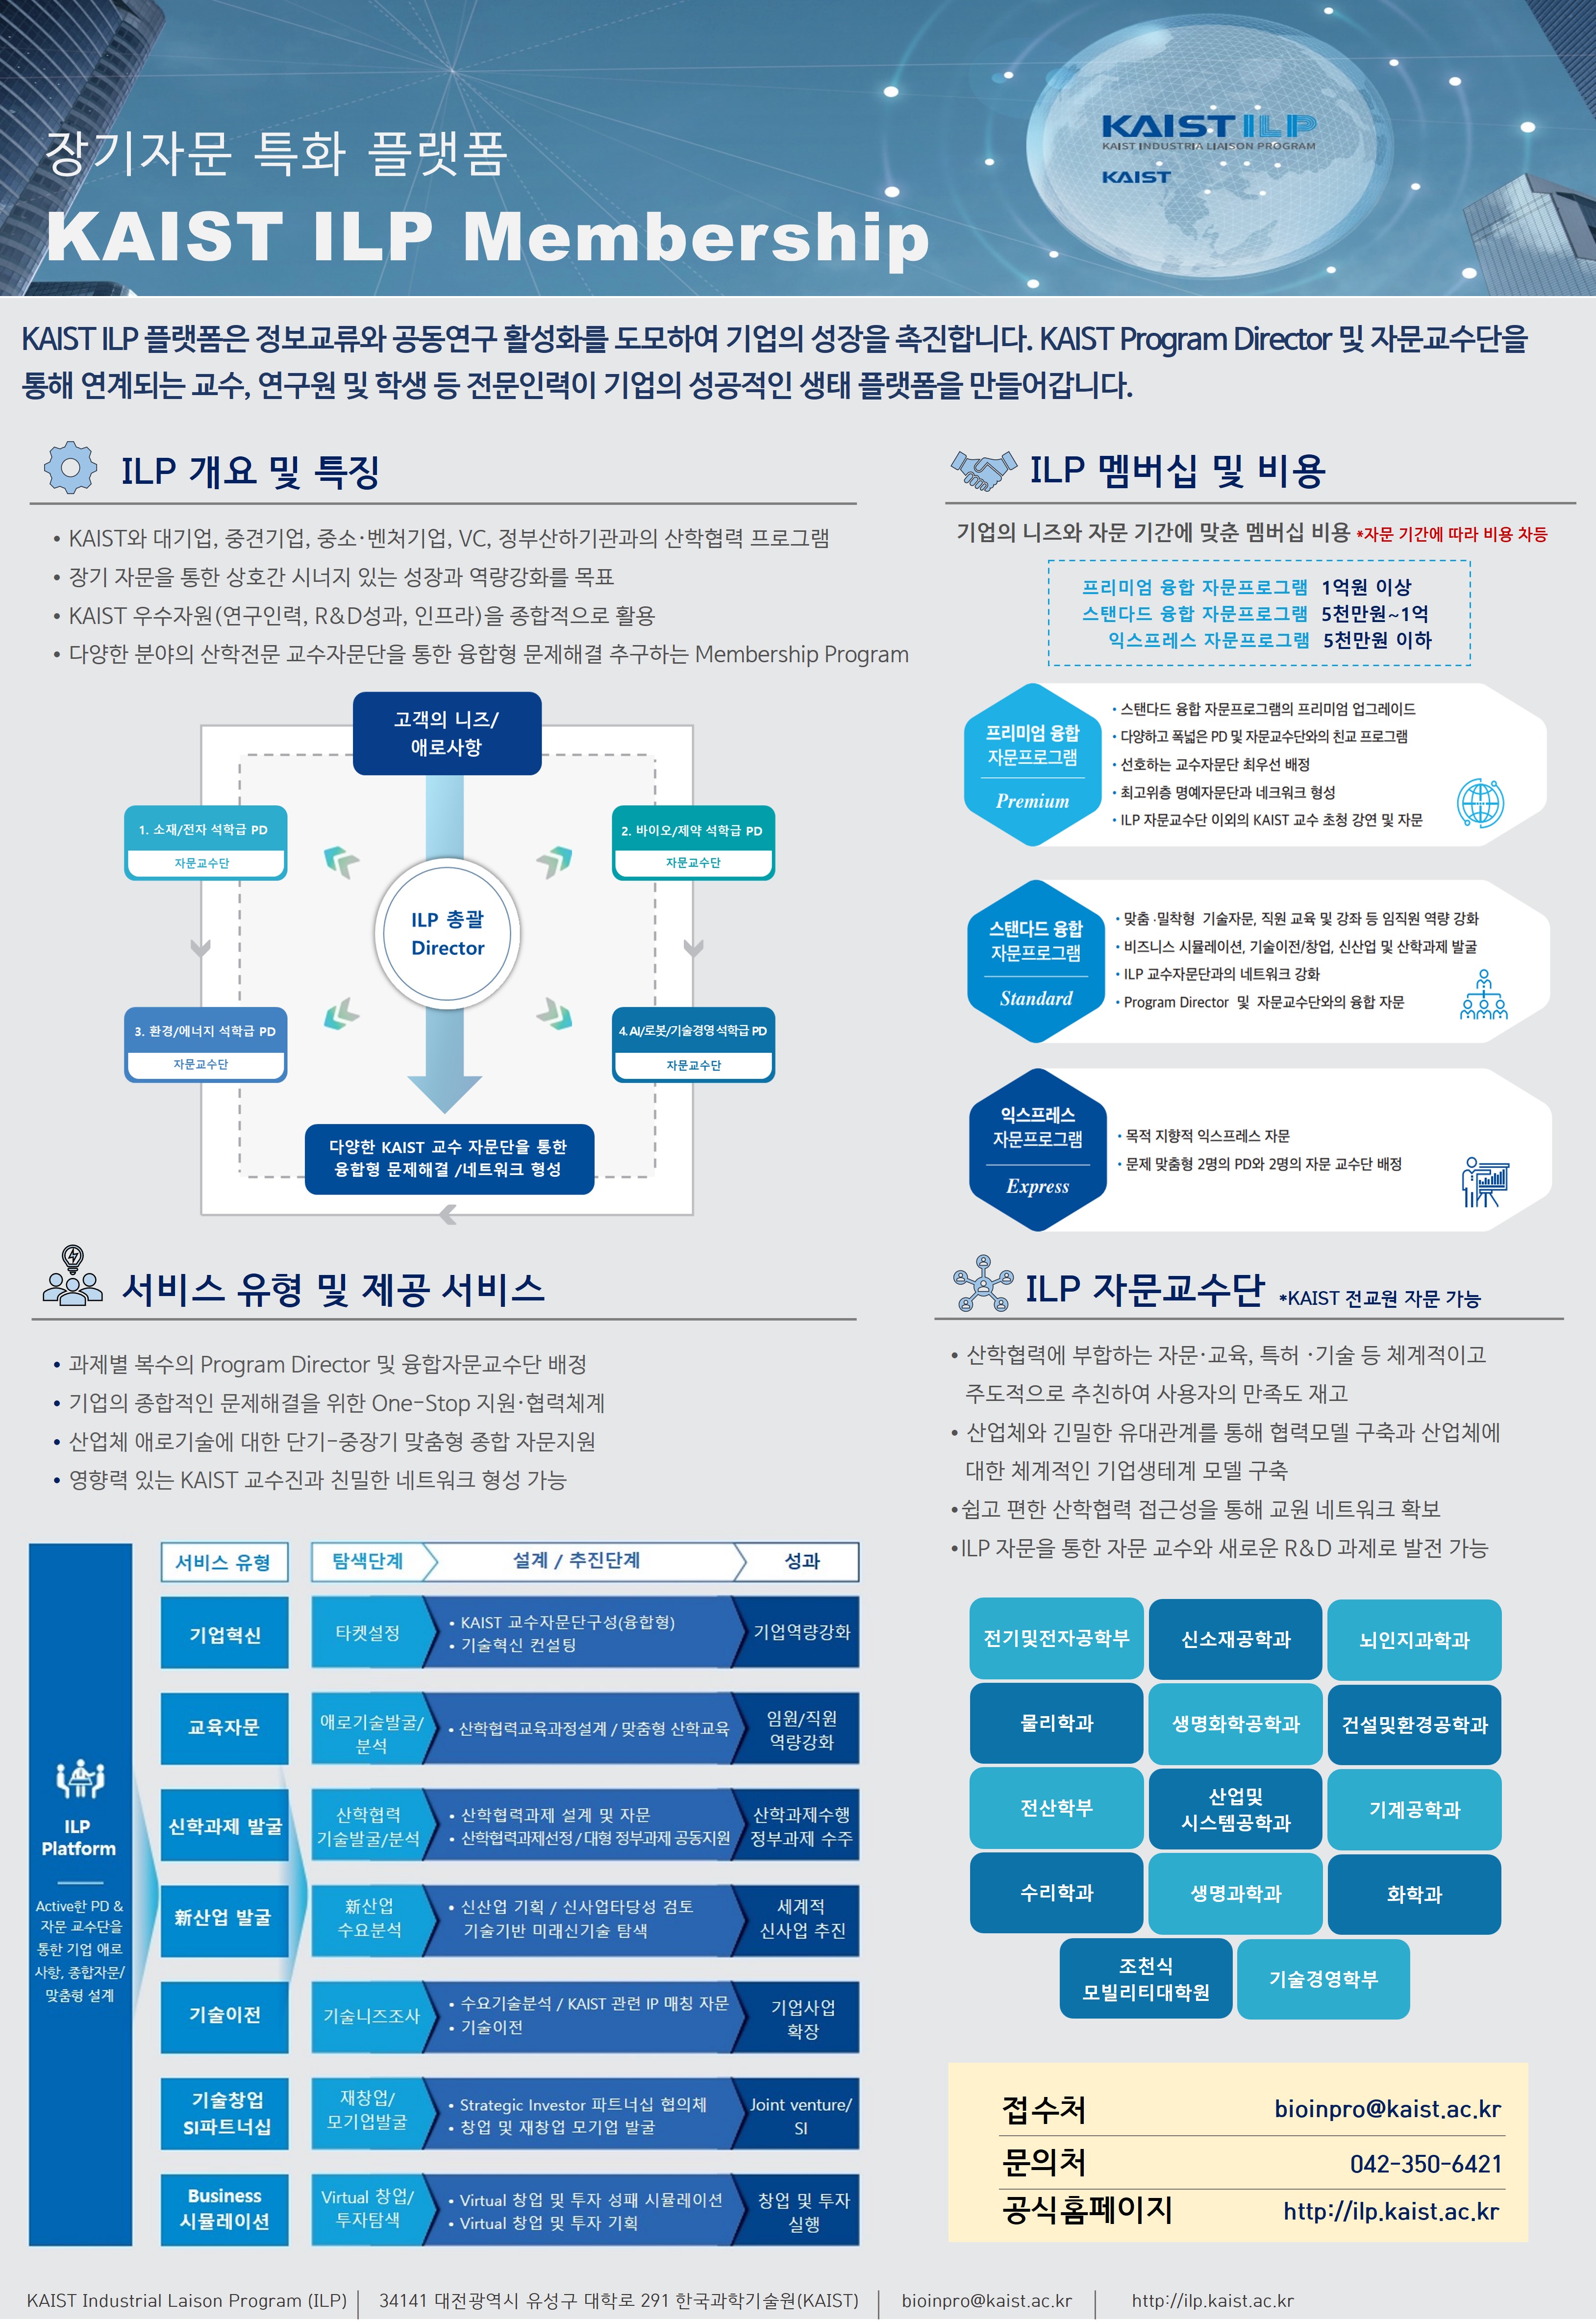 장기자문 특화 플랫폼
KAIST ILP Membership
KAIST ILP
KAIST INDUSTRIA LIAISON PROGRAM
KAIST
KAIST ILP 플랫폼은 정보교류와 공동연구 활성화를 도모하여 기업의 성장을 촉진합니다. KAIST Program Director 및 자문교수단을
통해 연계되는 교수, 연구원 및 학생 등 전문인력이 기업의 성공적인 생태 플랫폼을 만들어갑니다.
ILP 개요 및 특징
• KAIST와 대기업, 중견기업, 중소·벤처기업, VC, 정부산하기관과의 산학협력 프로그램
• 장기 자문을 통한 상호간 시너지 있는 성장과 역량강화를 목표
• KAIST 우수자원(연구인력, R&D성과, 인프라)을 종합적으로 활용
• 다양한 분야의 산학전문 교수자문단을 통한 융합형 문제해결 추구하는 Membership Program
고객의 니즈/
애로사항
1. 소재/전자 석학급 PD
자문교수단
2. 바이오/제약 석학급 PD
자문교수단
ILP 총괄
Director
3. 환경/에너지 석학급 PD
자문교수단
4. AI/로봇/기술경영 석학급 PD
자문교수단
다양한 KAIST 교수 자문단을 통한
융합형 문제해결 /네트워크 형성
ILP 멤버십 및 비용
기업의 니즈와 자문 기간에 맞춘 멤버십 비용 *자문 기간에 따라 비용 차등
프리미엄 융합 자문프로그램 1억원 이상
스탠다드 융합 자문프로그램 5천만원~1억
익스프레스 자문프로그램 5천만원 이하
프리미엄 융합
자문프로그램
Premium
• 스탠다드 융합 자문프로그램의 프리미엄 업그레이드
• 다양하고 폭넓은 PD 및 자문교수단와의 친교 프로그램
• 선호하는 교수자문단 최우선 배정
• 최고위층 명예자문단과 네크워크 형성
• ILP 자문교수단 이외의 KAIST 교수 초청 강연 및 자문
스탠다드 융합
자문프로그램
Standard
• 맞춤 ·밀착형 기술자문, 직원 교육 및 강좌 등 임직원 역량 강화
• 비즈니스 시뮬레이션, 기술이전/창업, 신산업 및 산학과제 발굴
• ILP 교수자문단과의 네트워크 강화
• Program Director 및 자문교수단와의 융합 자문
익스프레스
자문프로그램
Express
• 목적 지향적 익스프레스 자문
• 문제 맞춤형 2명의 PD와 2명의 자문 교수단 배정
서비스 유형 및 제공 서비스
• 과제별 복수의 Program Director 및 융합자문교수단 배정
• 기업의 종합적인 문제해결을 위한 One-Stop 지원·협력체계
• 산업체 애로기술에 대한 단기-중장기 맞춤형 종합 자문지원
• 영향력 있는 KAIST 교수진과 친밀한 네트워크 형성 가능
ILP
Platform
Active한 PD &
자문 교수단을
통한 기업 애로
사항, 종합자문/
맞춤형 설계
서비스 유형
탐색단계
설계 / 추진단계
성과
기업혁신
타켓설정
• KAIST 교수자문단구성(융합형)
• 기술혁신 컨설팅
기업역량강화
교육자문
애로기술발굴/
분석
• 산학협력교육과정설계 / 맞춤형 산학교육
임원/직원
역량강화
신학과제 발굴
산학협력
기술발굴/분석
• 산학협력과제 설계 및 자문
• 산학협력과제선정 / 대형 정부과제 공동지원
산학과제수행
정부과제 수주
新산업 발굴
新산업
수요분석
• 신산업 기획 / 신사업타당성 검토
기술기반 미래신기술 탐색
세계적
신사업 추진
기술이전
기술니즈조사
• 수요기술분석 / KAIST 관련 IP 매칭 자문
• 기술이전
기업사업
확장
기술창업
SI파트너십
재창업/
모기업발굴
• Strategic Investor 파트너십 협의체
• 창업 및 재창업 모기업 발굴
Joint venture/
SI
Business
시뮬레이션
Virtual 창업/
투자탐색
• Virtual 창업 및 투자 성패 시뮬레이션
• Virtual 창업 및 투자 기획
창업 및 투자
실행
ILP 자문교수단 *KAIST 전교원 자문 가능
• 산학협력에 부합하는 자문·교육, 특허 ·기술 등 체계적이고
주도적으로 추친하여 사용자의 만족도 재고
• 산업체와 긴밀한 유대관계를 통해 협력모델 구축과 산업체에
대한 체계적인 기업생테계 모델 구축
• 쉽고 편한 산학협력 접근성을 통해 교원 네트워크 확보
• ILP 자문을 통한 자문 교수와 새로운 R&D 과제로 발전 가능
전기및전자공학부
신소재공학과
뇌인지과학과
물리학과
생명화학공학과
건설및환경공학과
전산학부
산업및
시스템공학과
기계공학과
수리학과
생명과학과
화학과
조천식
모빌리티대학원
기술경영학부
접수처 bioinpro@kaist.ac.kr
문의처 042-350-6421
공식홈페이지 http://ilp.kaist.ac.kr
KAIST Industrial Laison Program (ILP) | 34141 대전광역시 유성구 대학로 291 한국과학기술원(KAIST) | bioinpro@kaist.ac.kr | http://ilp.kaist.ac.kr